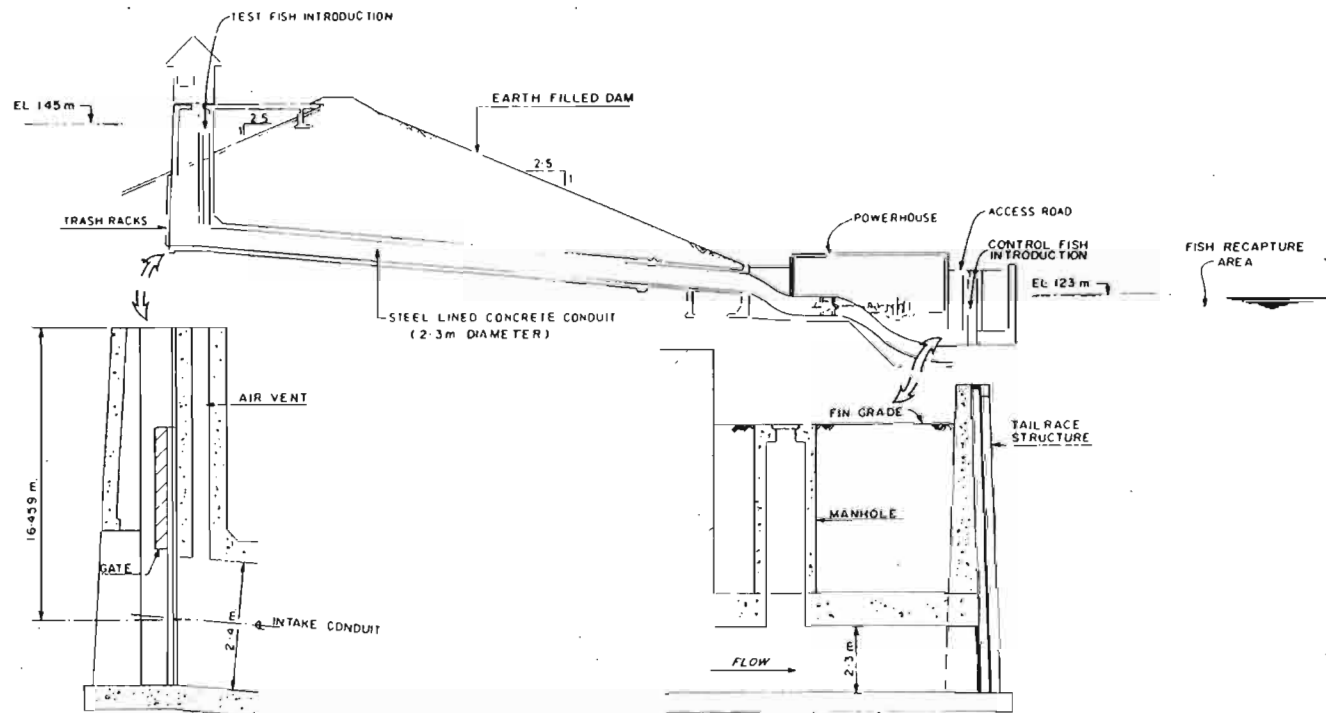 TEST FISH INTRODUCTION
EL 145 m
2.5
1
EARTH FILLED DAM
2.5
1
TRASH RACKS
POWERHOUSE
ACCESS ROAD
CONTROL FISH
INTRODUCTION
FISH RECAPTURE
AREA
EL 123 m
STEEL LINED CONCRETE CONDUIT
(2.3m DIAMETER)
AIR VENT
FIN GRADE
TAIL RACE
STRUCTURE
16.459 m.
MANHOLE
GATE
INTAKE CONDUIT
2.4 m
FLOW
2.3 m